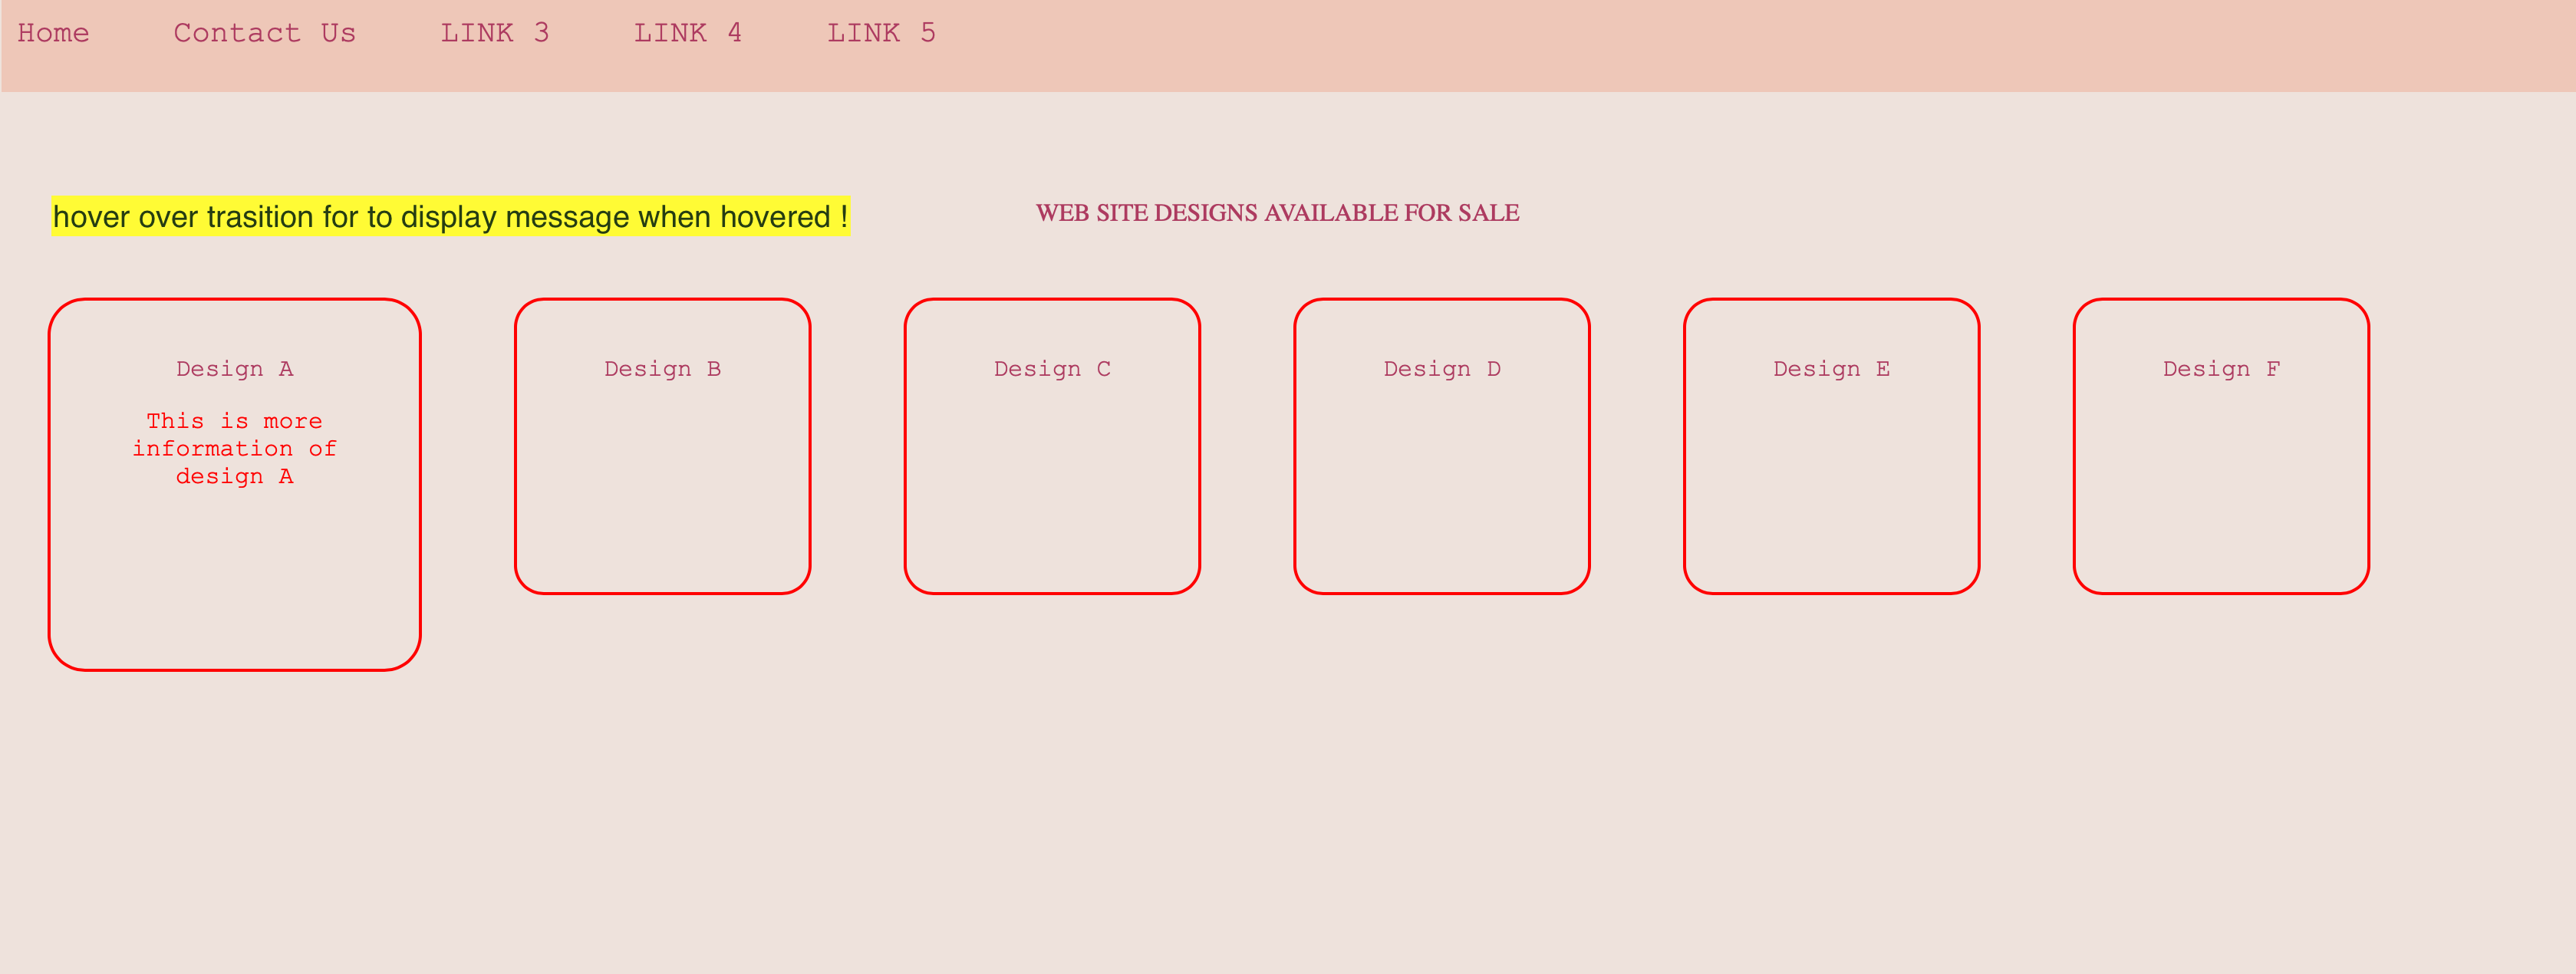 Home Contact Us LINK 3 LINK 4 LINK 5
hover over trasition for to display message when hovered !
WEB SITE DESIGNS AVAILABLE FOR SALE
Design A
This is more
information of
design A
Design B
Design C
Design D
Design E
Design F